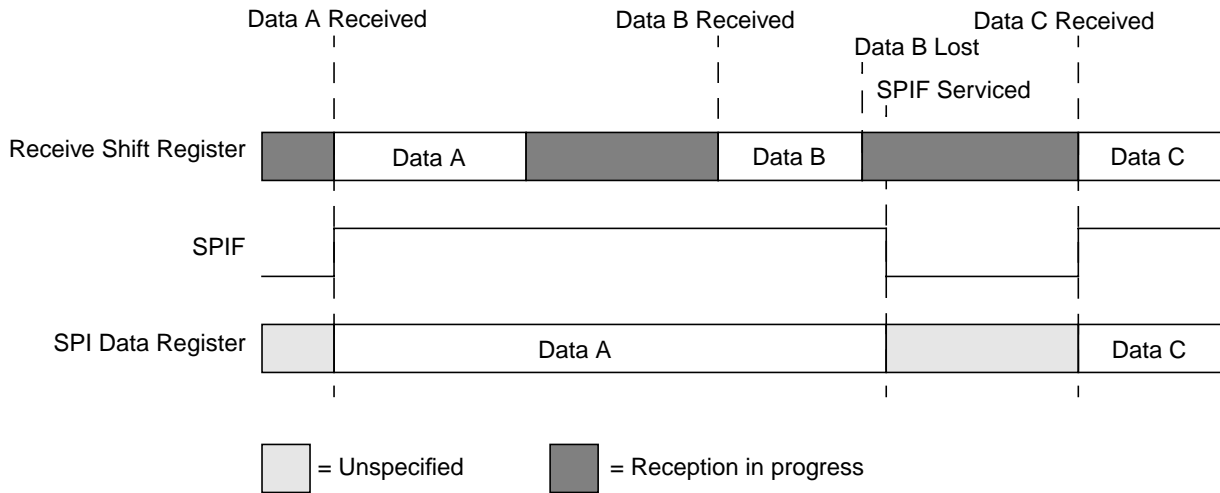 Data A Received
Data B Received
Data C Received
Data B Lost
SPIF Serviced
Receive Shift Register
Data A
Data B
Data C
SPIF
SPI Data Register
Data A
Data C
= Unspecified
= Reception in progress